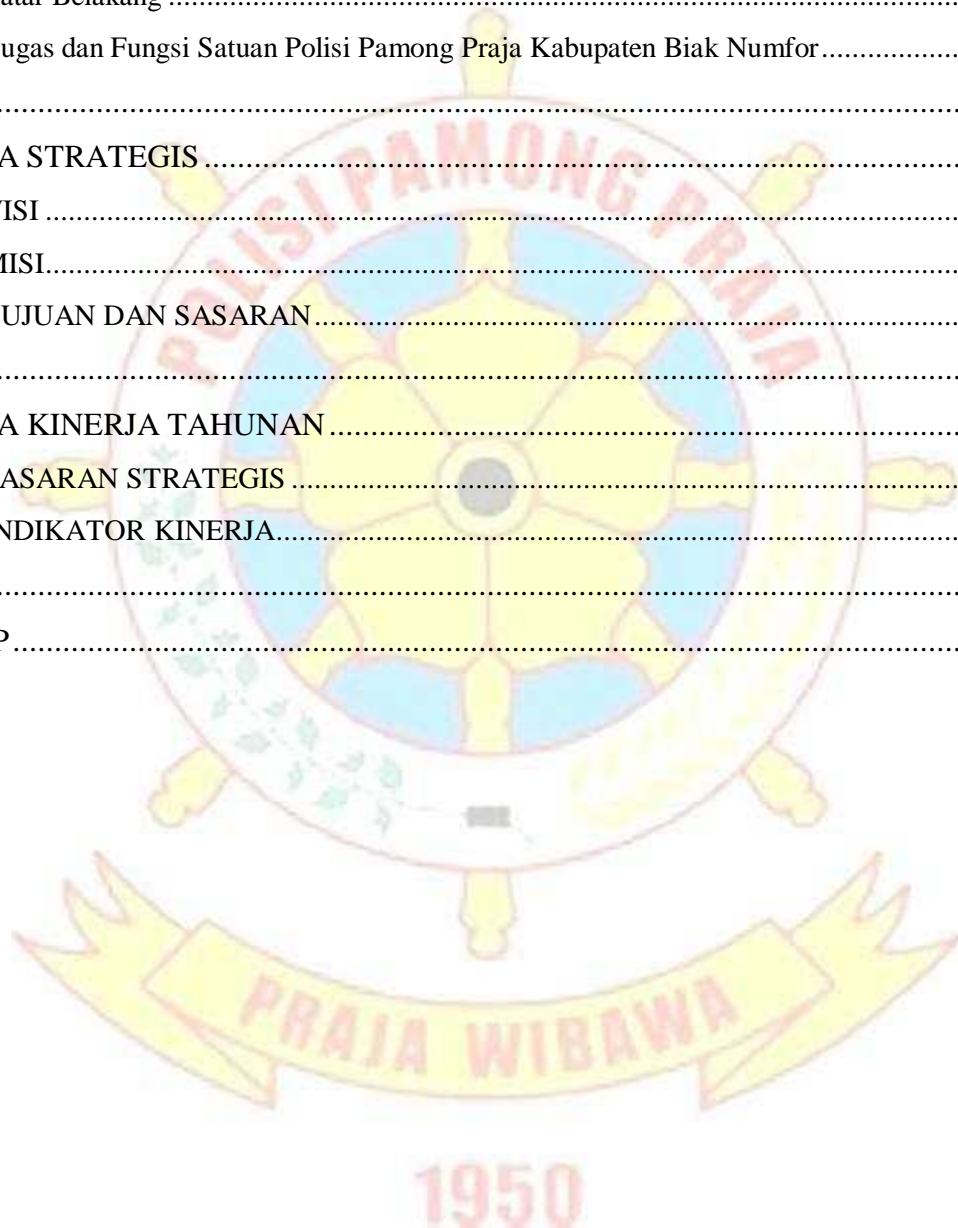 atar Belakang ................................................................
ugas dan Fungsi Satuan Polisi Pamong Praja Kabupaten Biak Numfor ................
................................................................
A STRATEGIS ................................................................
VISI ................................................................
MISI ................................................................
UJUAN DAN SASARAN ................................................................
................................................................
A KINERJA TAHUNAN ................................................................
ASARAN STRATEGIS ................................................................
NDIKATOR KINERJA ................................................................
................................................................
P ................................................................
POLISI PAMONG PRAJA
PRAJA WIBAWA
1950